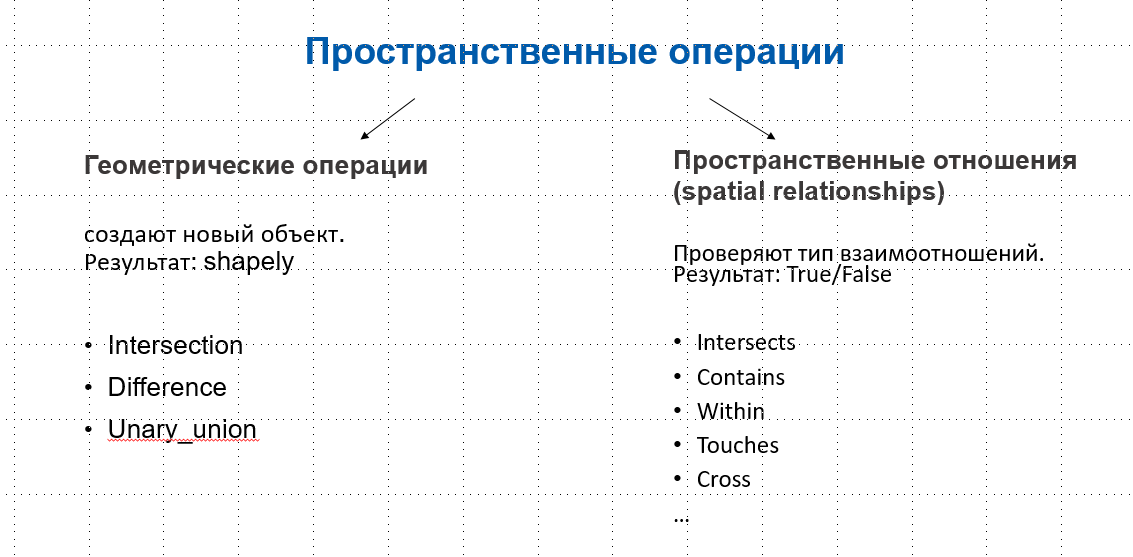 Пространственные операции
Геометрические операции
создают новый объект.
Результат: shapely
• Intersection
• Difference
• Unary_union
Пространственные отношения
(spatial relationships)
Проверяют тип взаимоотношений.
Результат: True/False
• Intersects
• Contains
• Within
• Touches
• Cross
...